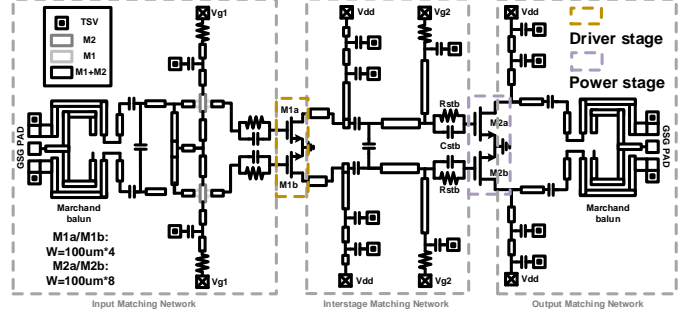 TSV
M2
M1
M1+M2
Vg1
Vdd
Vg2
Vdd
Driver stage
Power stage
M1a
M1b
Rstb
Cstb
Rstb
M2a
M2b
GSG PAD
Marchand
balun
GSG PAD
Marchand
balun
M1a/M1b:
W=100um*4
M2a/M2b:
W=100um*8
Vg1
Vdd
Vg2
Vdd
Input Matching Network
Interstage Matching Network
Output Matching Network